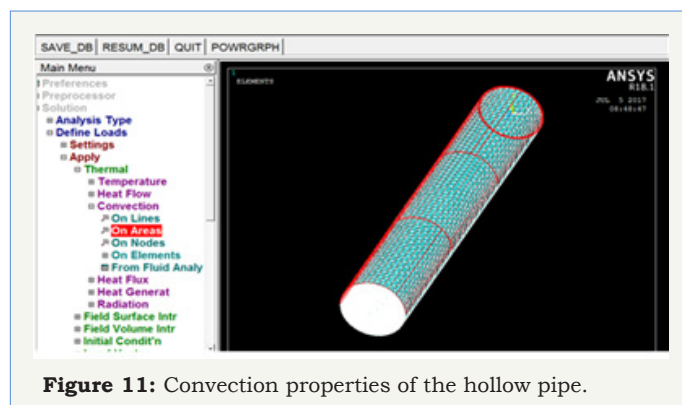 SAVE_DB RESUM_DB QUIT POWRGRPH
Main Menu
Preferences
Preprocessor
Solution
Analysis Type
Define Loads
Settings
Apply
Thermal
Temperature
Heat Flow
Convection
On Lines
On Areas
On Nodes
On Elements
From Fluid Analy
Heat Flux
Heat Generat
Radiation
Field Surface Intr
Field Volume Intr
Initial Condit'n
1
ELEMENTS
ANSYS
R18.1
JUL 5 2017
Figure 11: Convection properties of the hollow pipe.